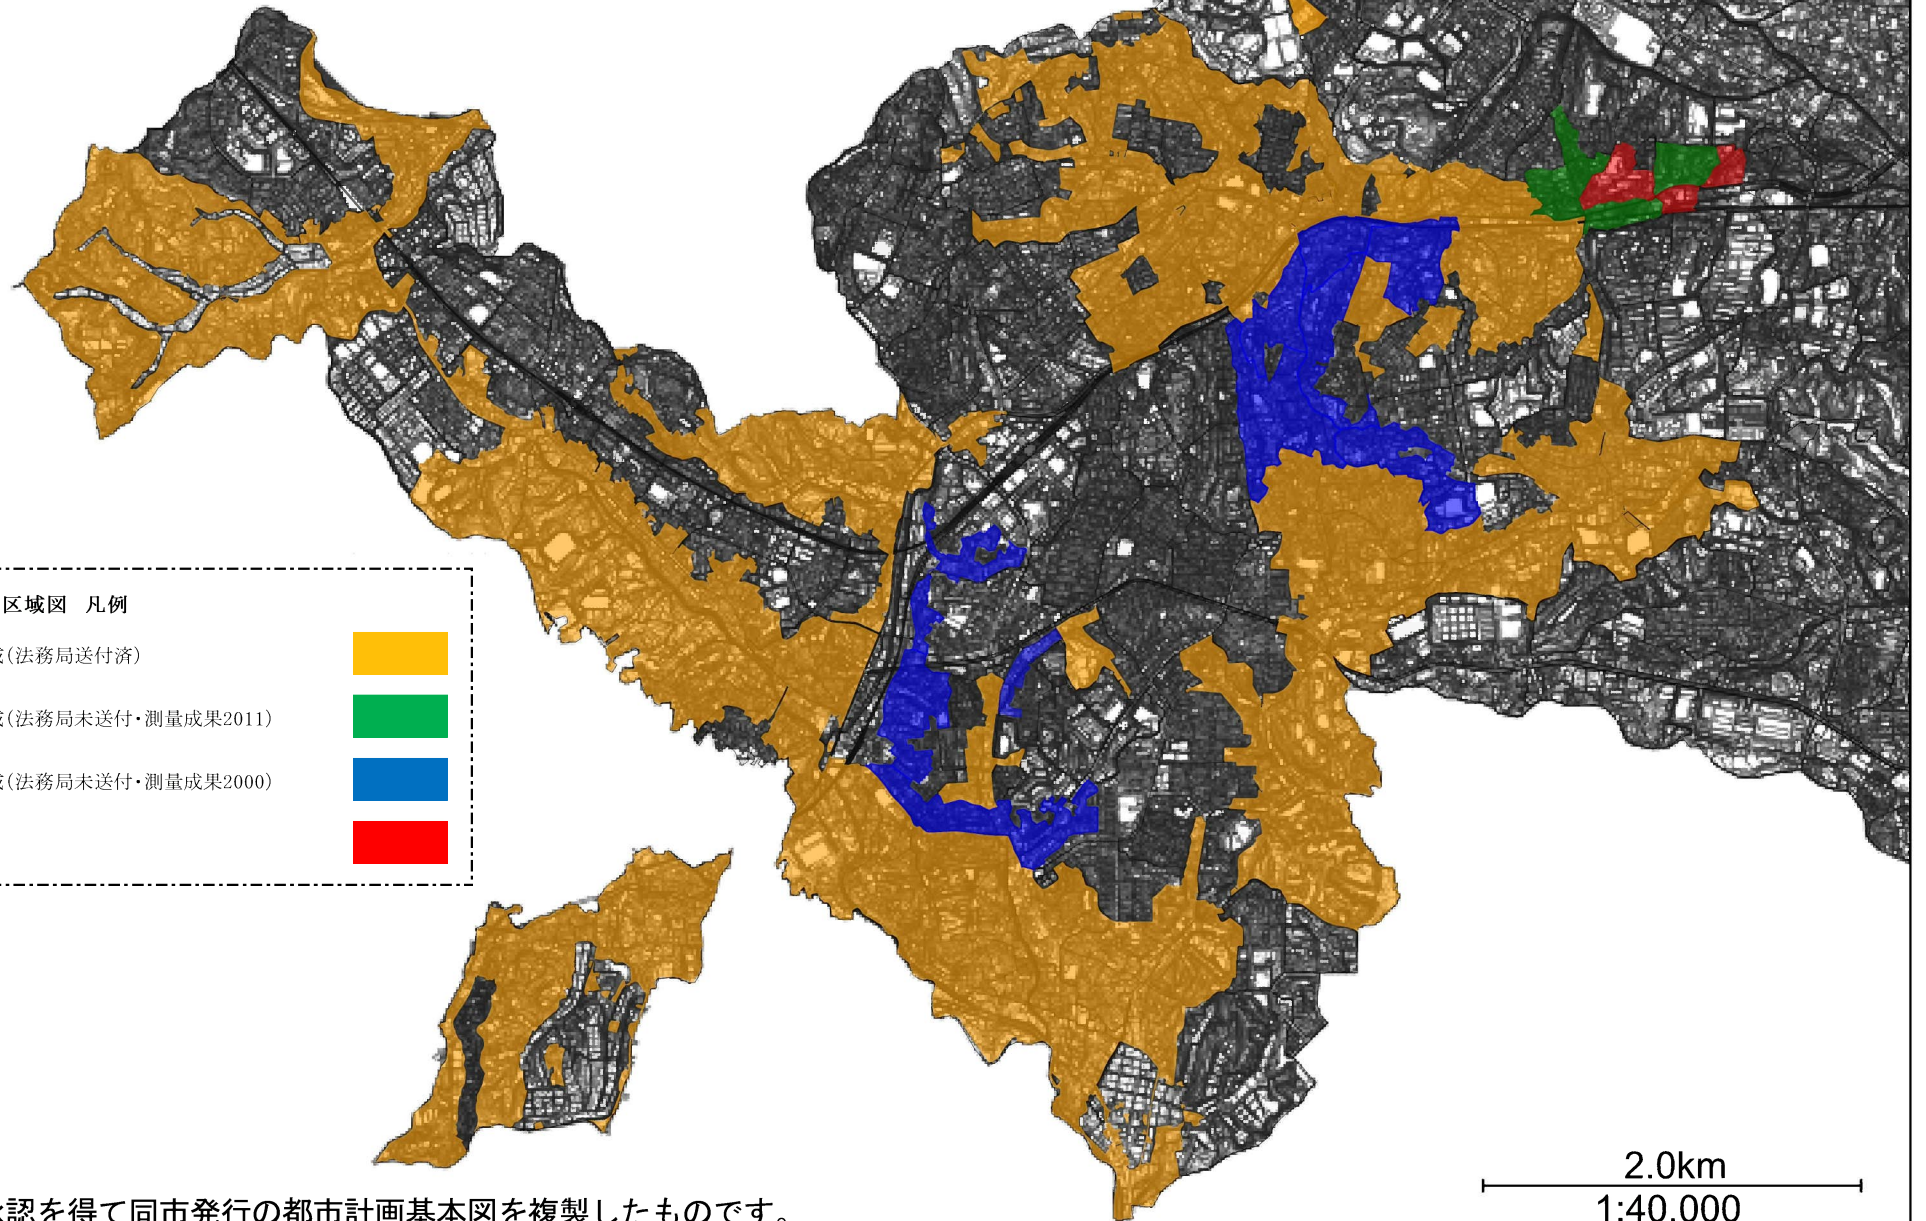 区域図 凡例
(法務局送付済)
(法務局未送付・測量成果2011)
(法務局未送付・測量成果2000)
認を得て同市発行の都市計画基本図を複製したものです。
2.0km
1:40,000